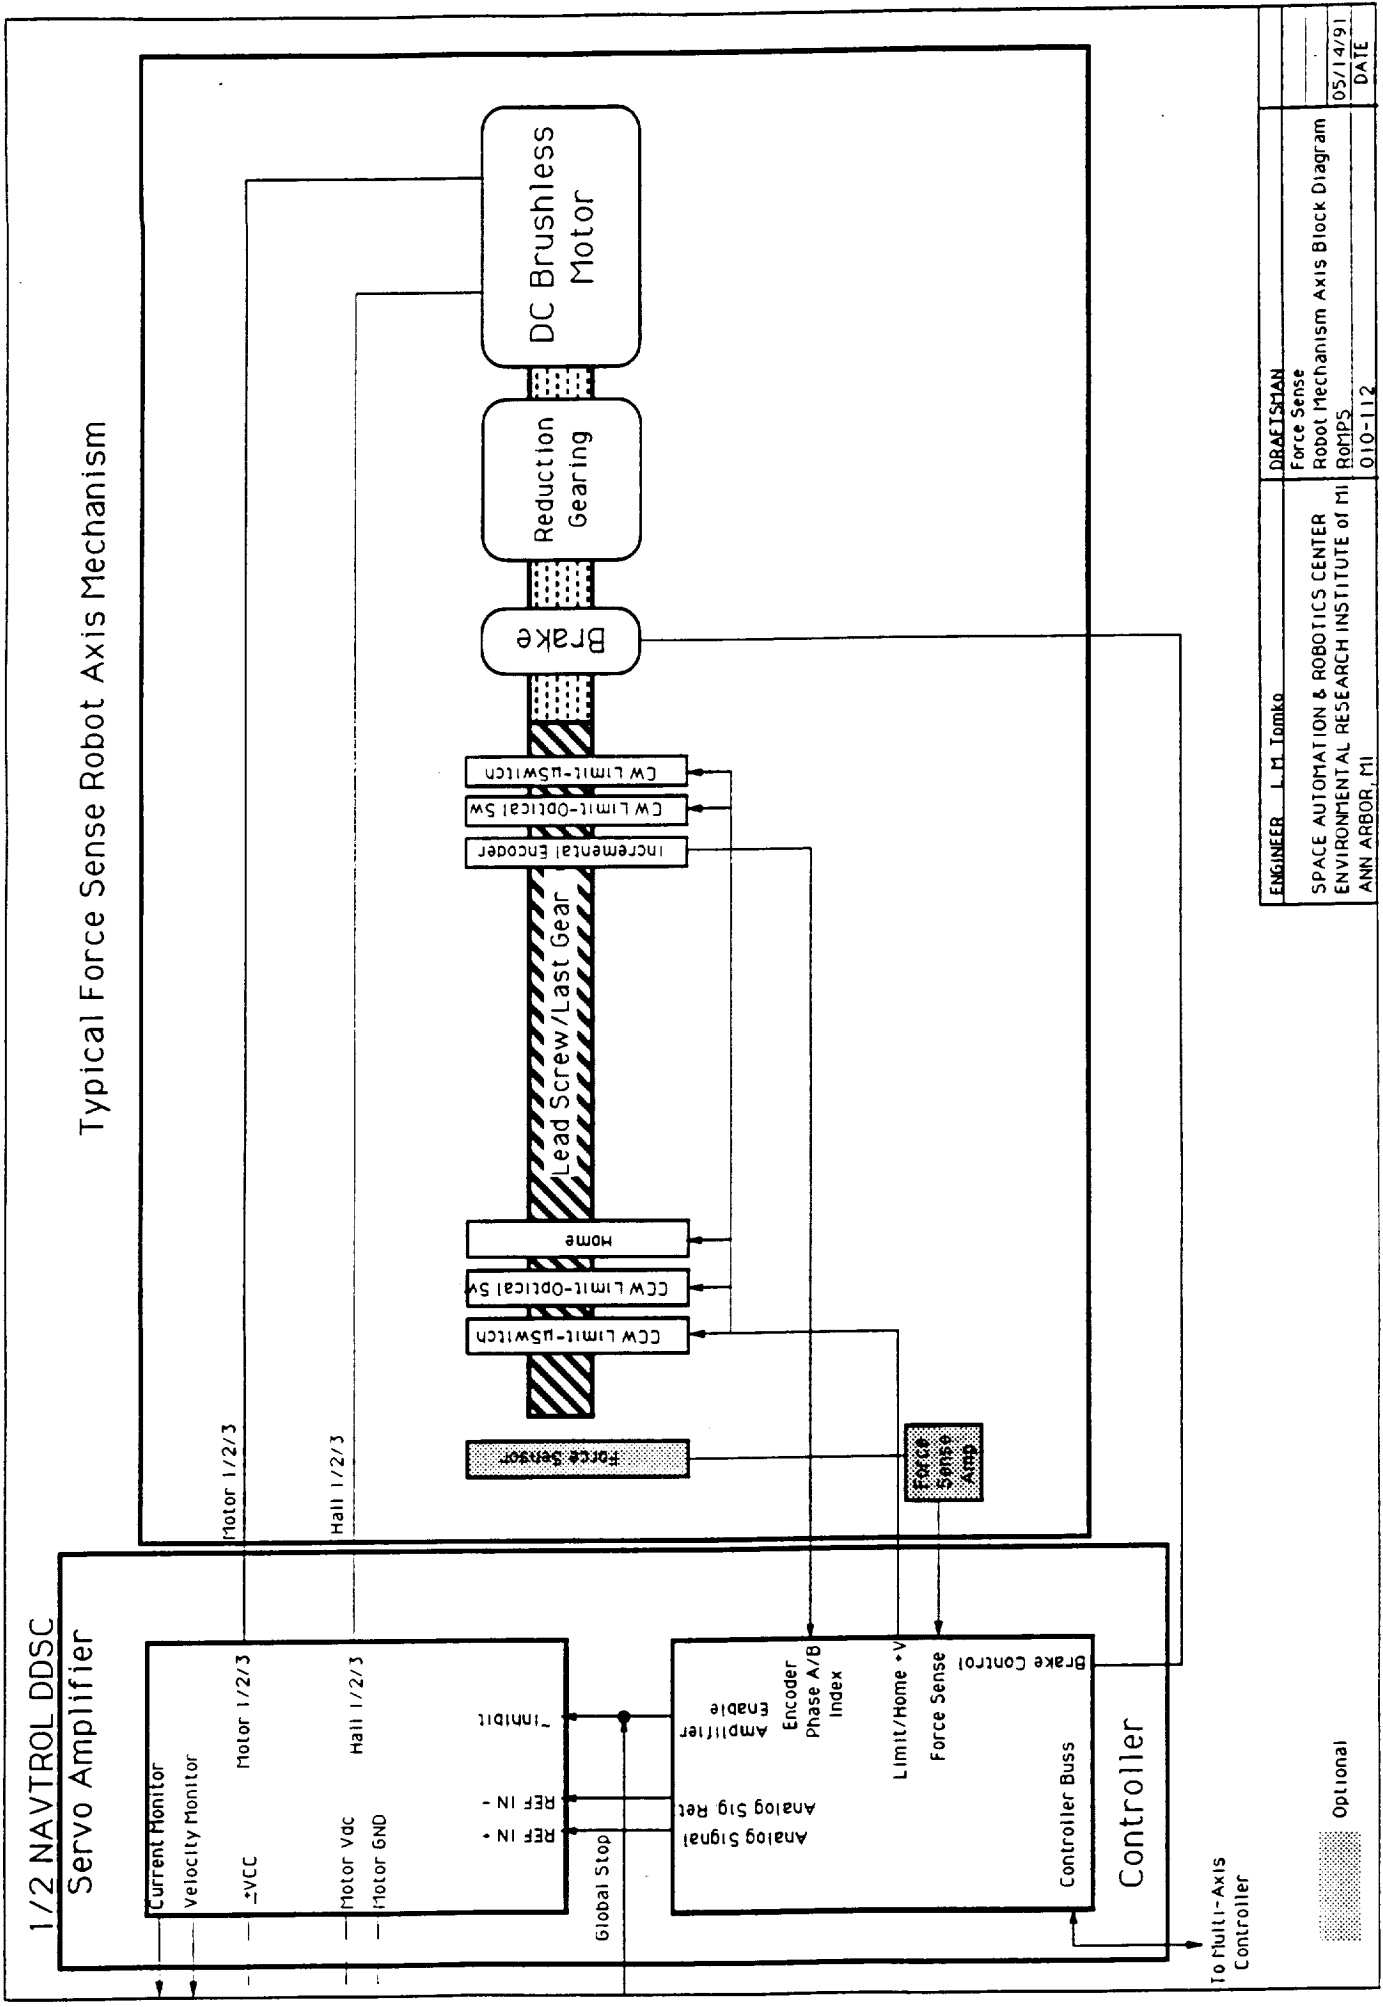 Typical Force Sense Robot Axis Mechanism
1/2 NAVTROL DDSC
Servo Amplifier
Current Monitor
Velocity Monitor
±VCC
Motor Vdc
Motor GND
Motor 1/2/3
Hall 1/2/3
REF IN +
REF IN -
~Inhibit
Motor 1/2/3
Hall 1/2/3
Global Stop
Analog Signal
Analog Sig Ret
Amplifier
Enable
Encoder
Phase A/B
Index
Limit/Home +V
Force Sense
Brake Control
Controller Buss
Controller
To Multi-Axis
Controller
Force Sensor
Force
Sense
Amp
CCW Limit-µSwitch
CCW Limit-Optical Sw
Home
Lead Screw/Last Gear
Incremental Encoder
CW Limit-Optical Sw
CW Limit-µSwitch
Brake
Reduction
Gearing
DC Brushless
Motor
Optional
ENGINEER L. M. Tomko
DRAFTSMAN
SPACE AUTOMATION & ROBOTICS CENTER
ENVIRONMENTAL RESEARCH INSTITUTE of MI
ANN ARBOR, MI
Force Sense
Robot Mechanism Axis Block Diagram
RoMPS
010-112
05/14/91
DATE